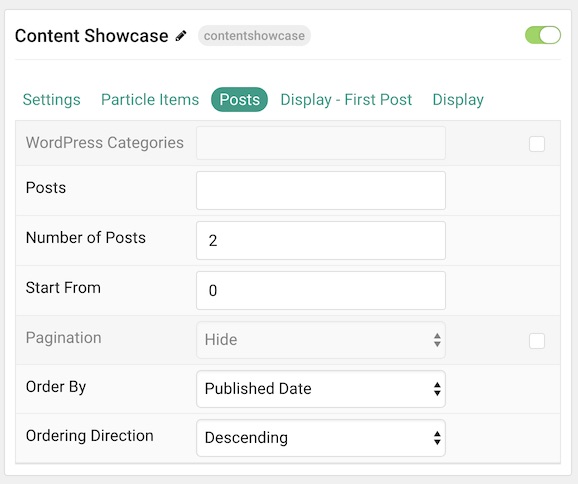 Content Showcase contentshowcase
Settings Particle Items Posts Display - First Post Display
WordPress Categories
Posts
Number of Posts 2
Start From 0
Pagination Hide
Order By Published Date
Ordering Direction Descending